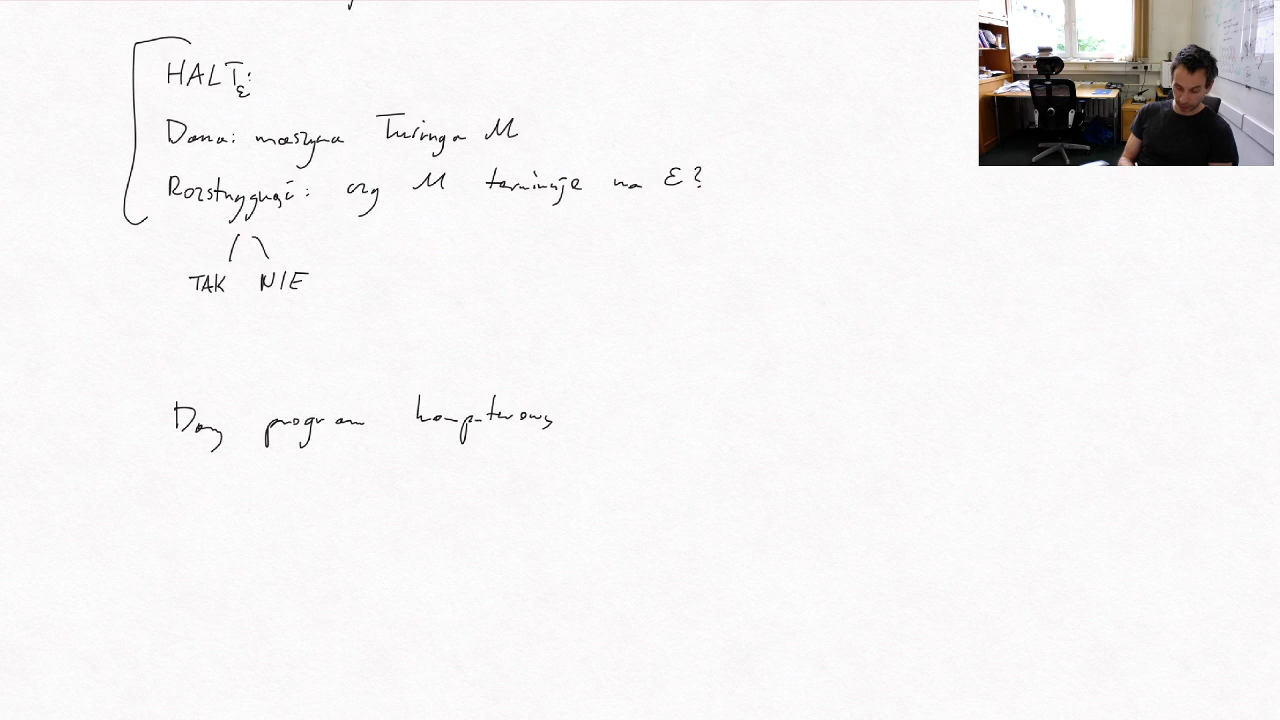 HALT_ε:
Dana: maszyna Turinga M
Rozstrzygnąć: czy M terminuje na ε?
TAK NIE
Dany program komputerowy